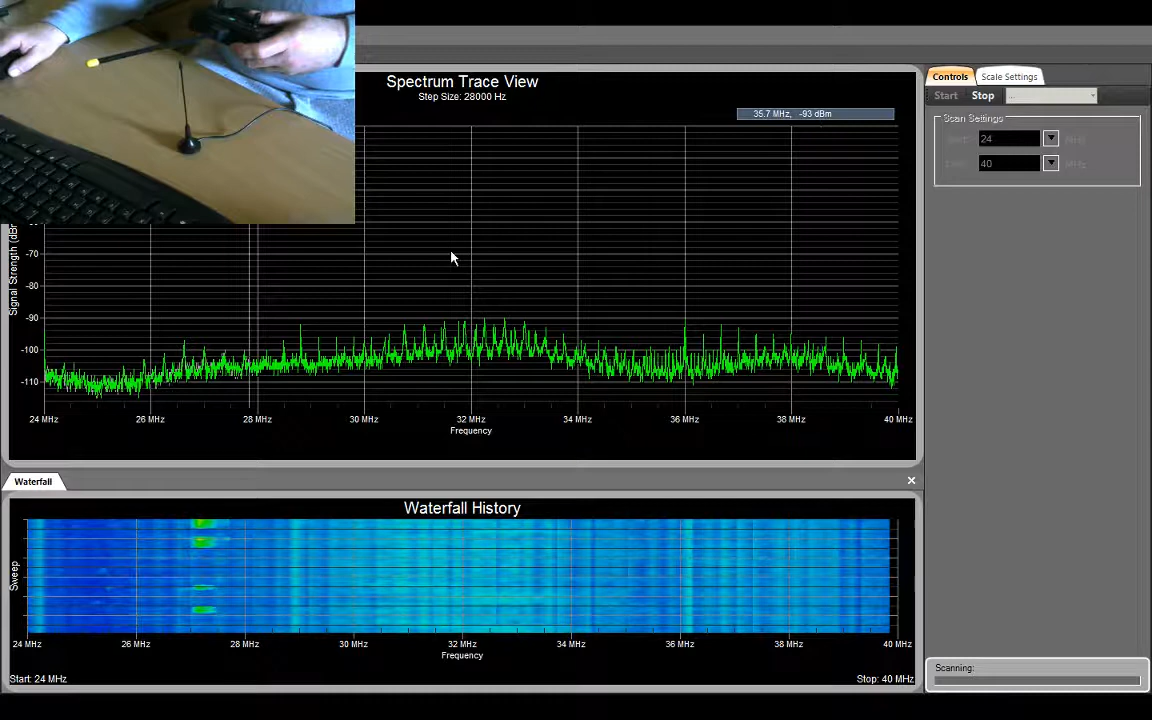 Spectrum Trace View
Step Size: 28000 Hz
35.7 MHz, -93 dBm
Signal Strength (dBm
-70
-80
-90
-100
-110
24 MHz 26 MHz 28 MHz 30 MHz 32 MHz 34 MHz 36 MHz 38 MHz 40 MHz
Frequency
Controls Scale Settings
Start Stop ...
Scan Settings
24 MHz
40 MHz
Waterfall
Waterfall History
Sweep
24 MHz 26 MHz 28 MHz 30 MHz 32 MHz 34 MHz 36 MHz 38 MHz 40 MHz
Frequency
Start: 24 MHz Stop: 40 MHz
Scanning: